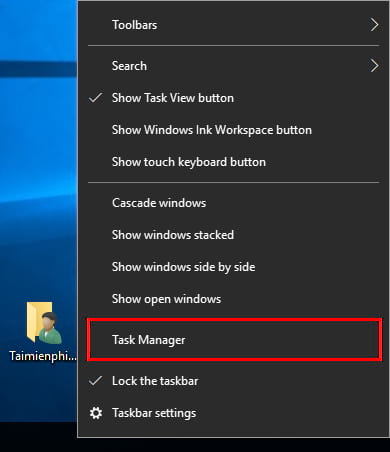 Toolbars
Search
Show Task View button
Show Windows Ink Workspace button
Show touch keyboard button
Cascade windows
Show windows stacked
Show windows side by side
Show open windows
Taimienphi...
Task Manager
Lock the taskbar
Taskbar settings